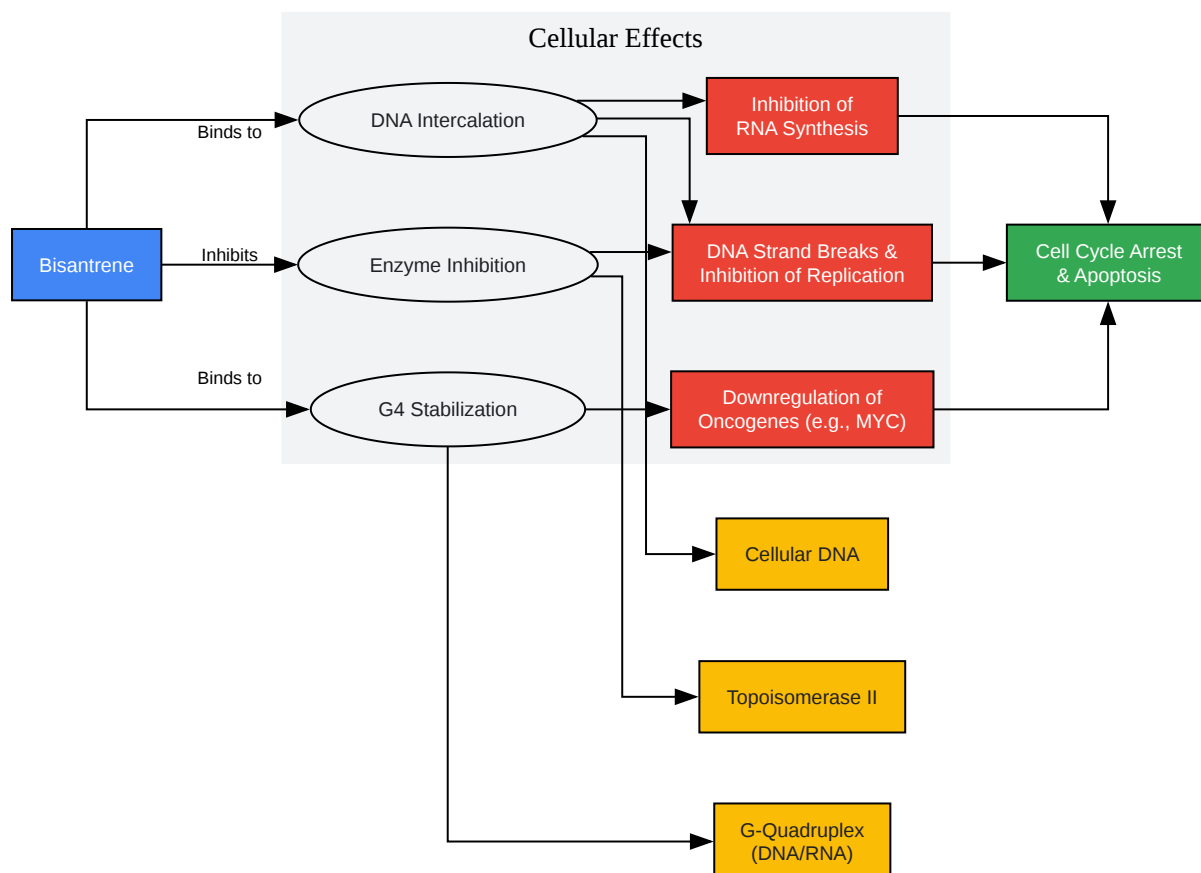 Cellular Effects
DNA Intercalation
Inhibition of
RNA Synthesis
Binds to
Bisantrene
Inhibits
Enzyme Inhibition
DNA Strand Breaks &
Inhibition of Replication
Cell Cycle Arrest
& Apoptosis
Binds to
G4 Stabilization
Downregulation of
Oncogenes (e.g., MYC)
Cellular DNA
Topoisomerase II
G-Quadruplex
(DNA/RNA)